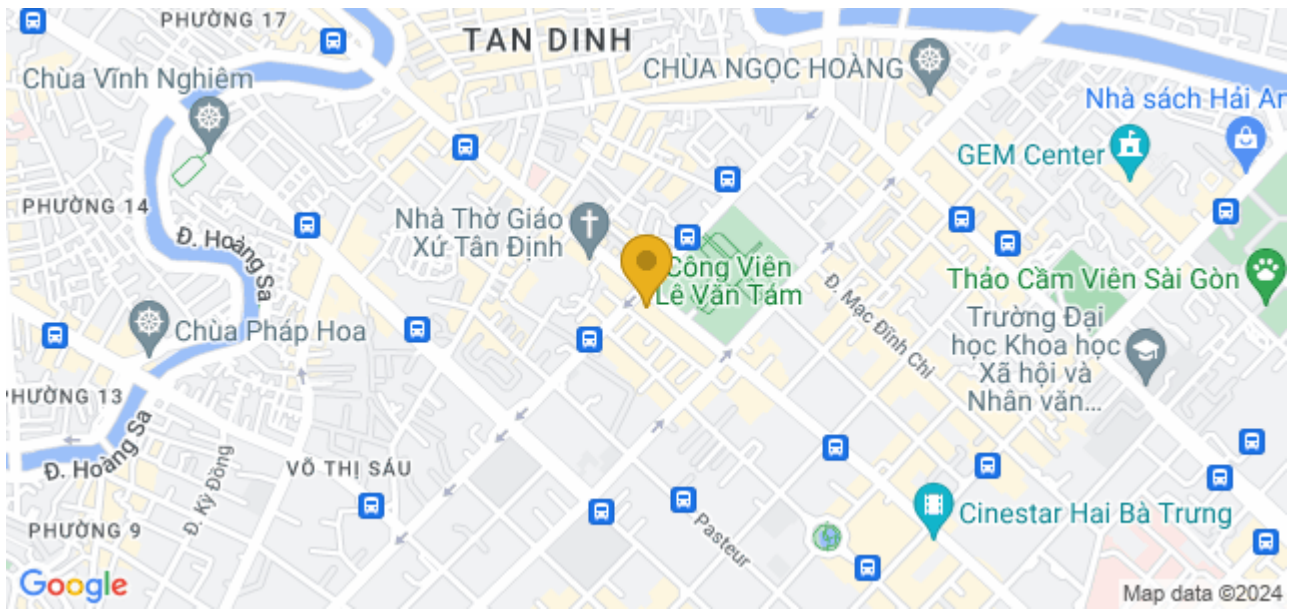 PHƯỜNG 17
TAN DINH
Chùa Vĩnh Nghiêm
CHÙA NGỌC HOÀNG
Nhà sách Hải An
GEM Center
PHƯỜNG 14
Đ. Hoàng Sa
Nhà Thờ Giáo
Xứ Tân Định
Công Viên
Lê Văn Tám
Thảo Cầm Viên Sài Gòn
Đ. Mạc Đĩnh Chi
Trường Đại
học Khoa học
Xã hội và
Nhân văn...
Chùa Pháp Hoa
PHƯỜNG 13
Đ. Hoàng Sa
VÕ THỊ SÁU
Đ. Kỳ Đồng
PHƯỜNG 9
Pasteur
Cinestar Hai Bà Trưng
Google
Map data ©2024